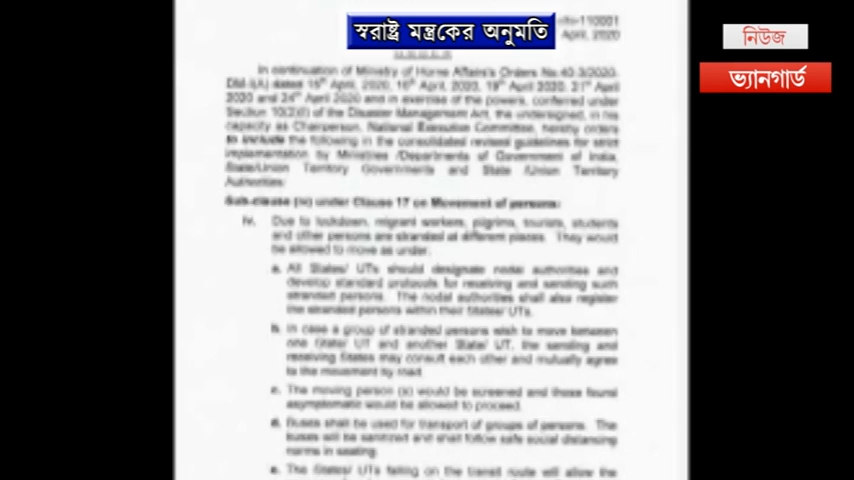 স্বরাষ্ট্র মন্ত্রকের অনুমতি
নিউজ
ভ্যানগার্ড
-110001
April, 2020
In continuation of Ministry of Home Affairs's Orders No.40-3/2020-
DM-I(A) dated 15th April, 2020, 16th April, 2020, 19th April 2020, 21st April
2020 and 24th April 2020 and in exercise of the powers, conferred under
Section 10(2)(l) of the Disaster Management Act, the undersigned, in his
capacity as Chairperson, National Executive Committee, hereby orders
to include the following in the consolidated revised guidelines for strict
implementation by Ministries /Departments of Government of India,
State/Union Territory Governments and State /Union Territory
Authorities:
Sub-clause (iv) under Clause 17 on Movement of persons:
iv. Due to lockdown, migrant workers, pilgrims, tourists, students
and other persons are stranded at different places. They would
be allowed to move as under:
a. All States/ UTs should designate nodal authorities and
develop standard protocols for receiving and sending such
stranded persons. The nodal authorities shall also register
the stranded persons within their States/ UTs.
b. In case a group of stranded persons wish to move between
one State/ UT and another State/ UT, the sending and
receiving States may consult each other and mutually agree
to the movement by road.
c. The moving person (s) would be screened and those found
asymptomatic would be allowed to proceed.
d. Buses shall be used for transport of groups of persons. The
buses will be sanitized and shall follow safe social distancing
norms in seating.
e. The States/ UTs falling on the transit route will allow the